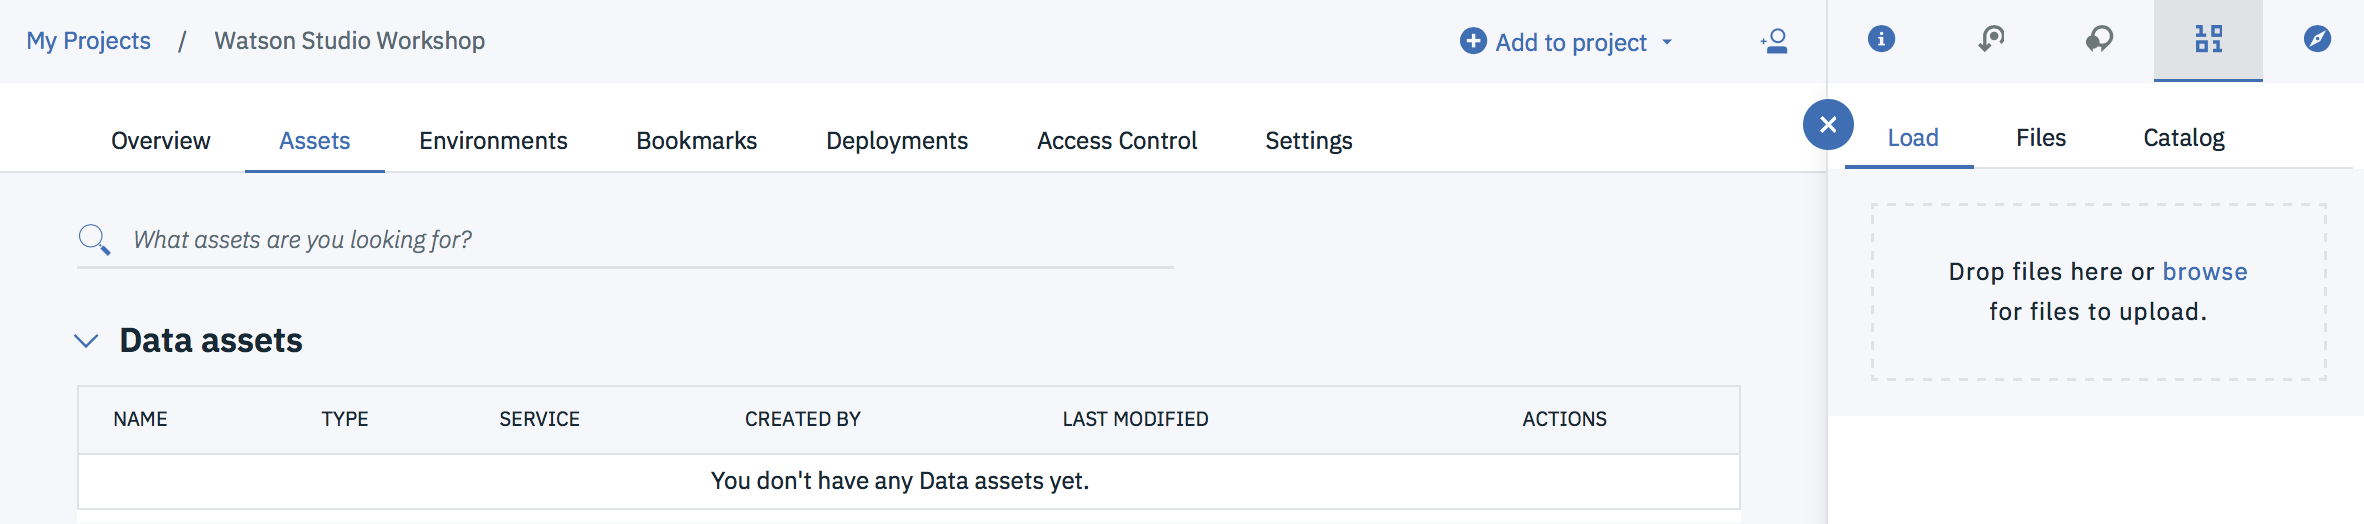 My Projects / Watson Studio Workshop
Add to project
Overview Assets Environments Bookmarks Deployments Access Control Settings
What assets are you looking for?
Data assets
NAME TYPE SERVICE CREATED BY LAST MODIFIED ACTIONS
You don't have any Data assets yet.
Load Files Catalog
Drop files here or browse
for files to upload.